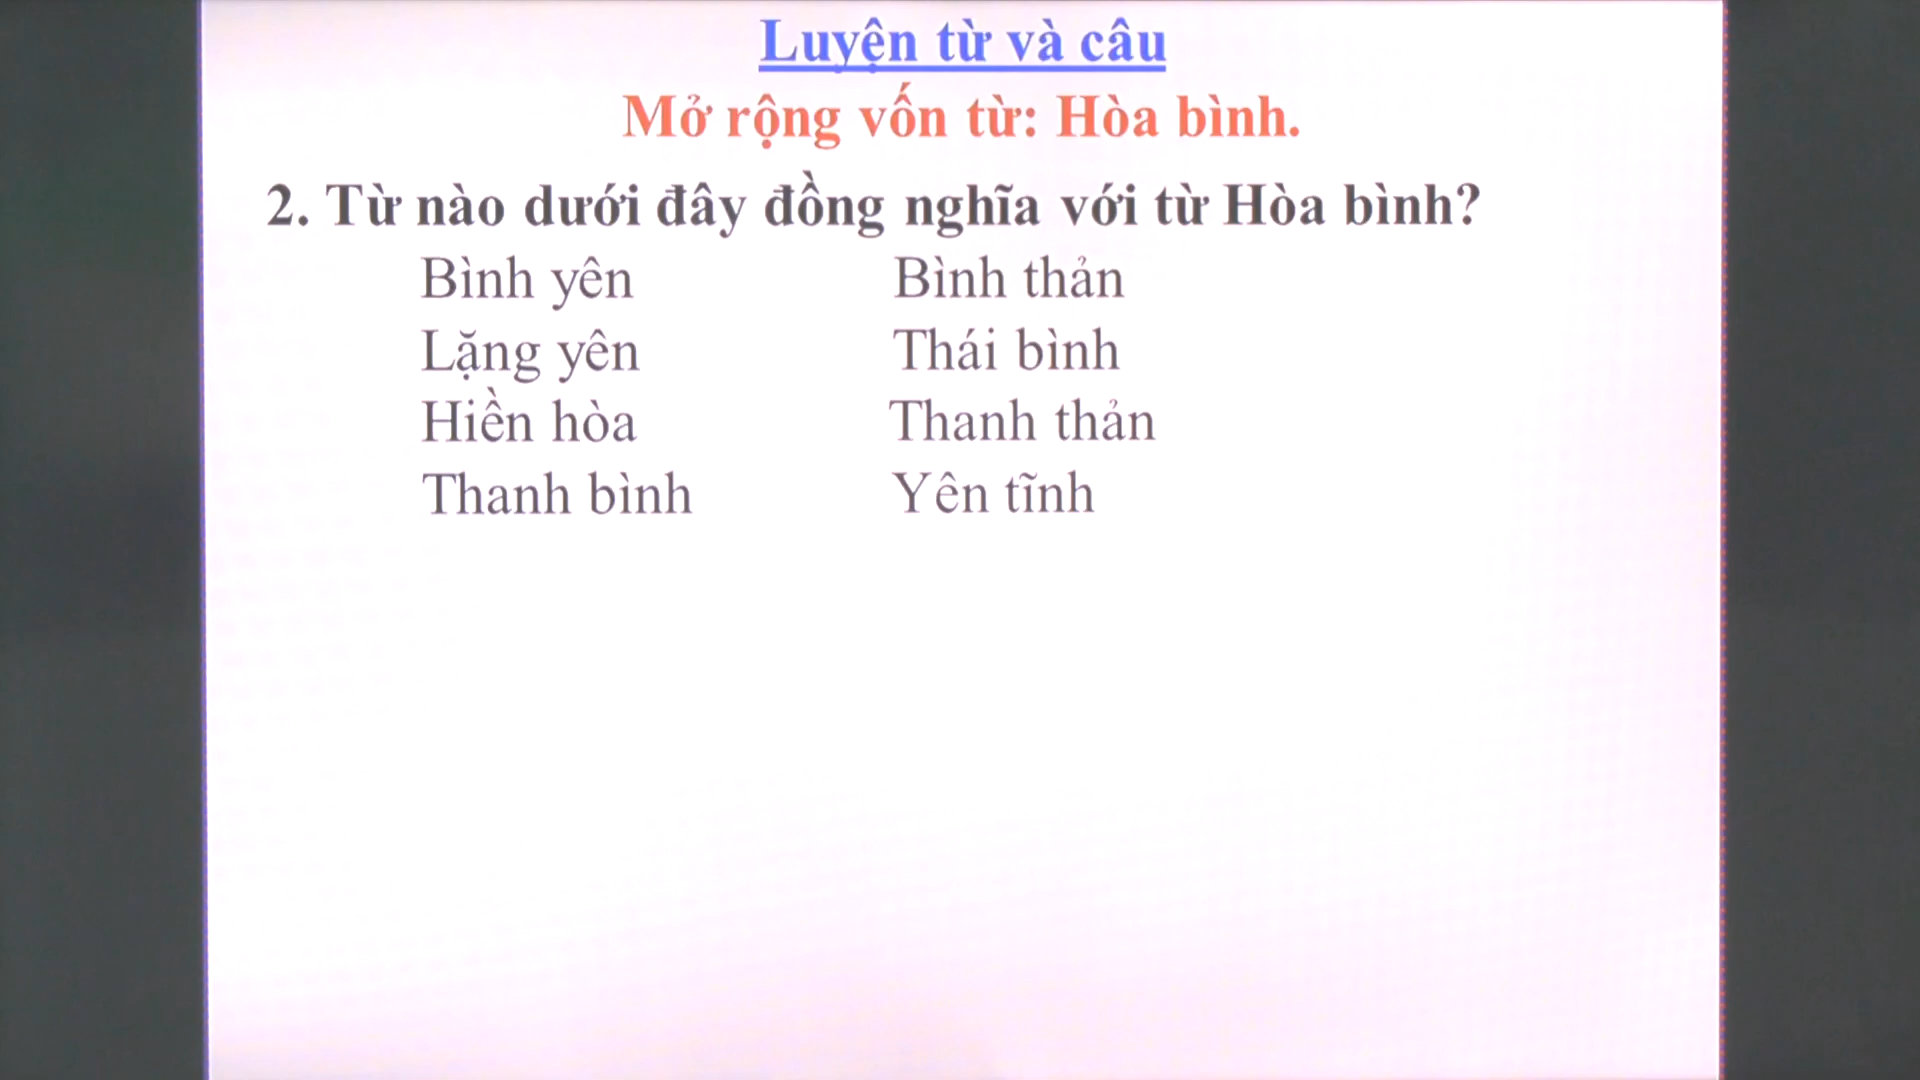 Luyện từ và câu
Mở rộng vốn từ: Hòa bình.
2. Từ nào dưới đây đồng nghĩa với từ Hòa bình?
Bình yên Bình thản
Lặng yên Thái bình
Hiền hòa Thanh thản
Thanh bình Yên tĩnh